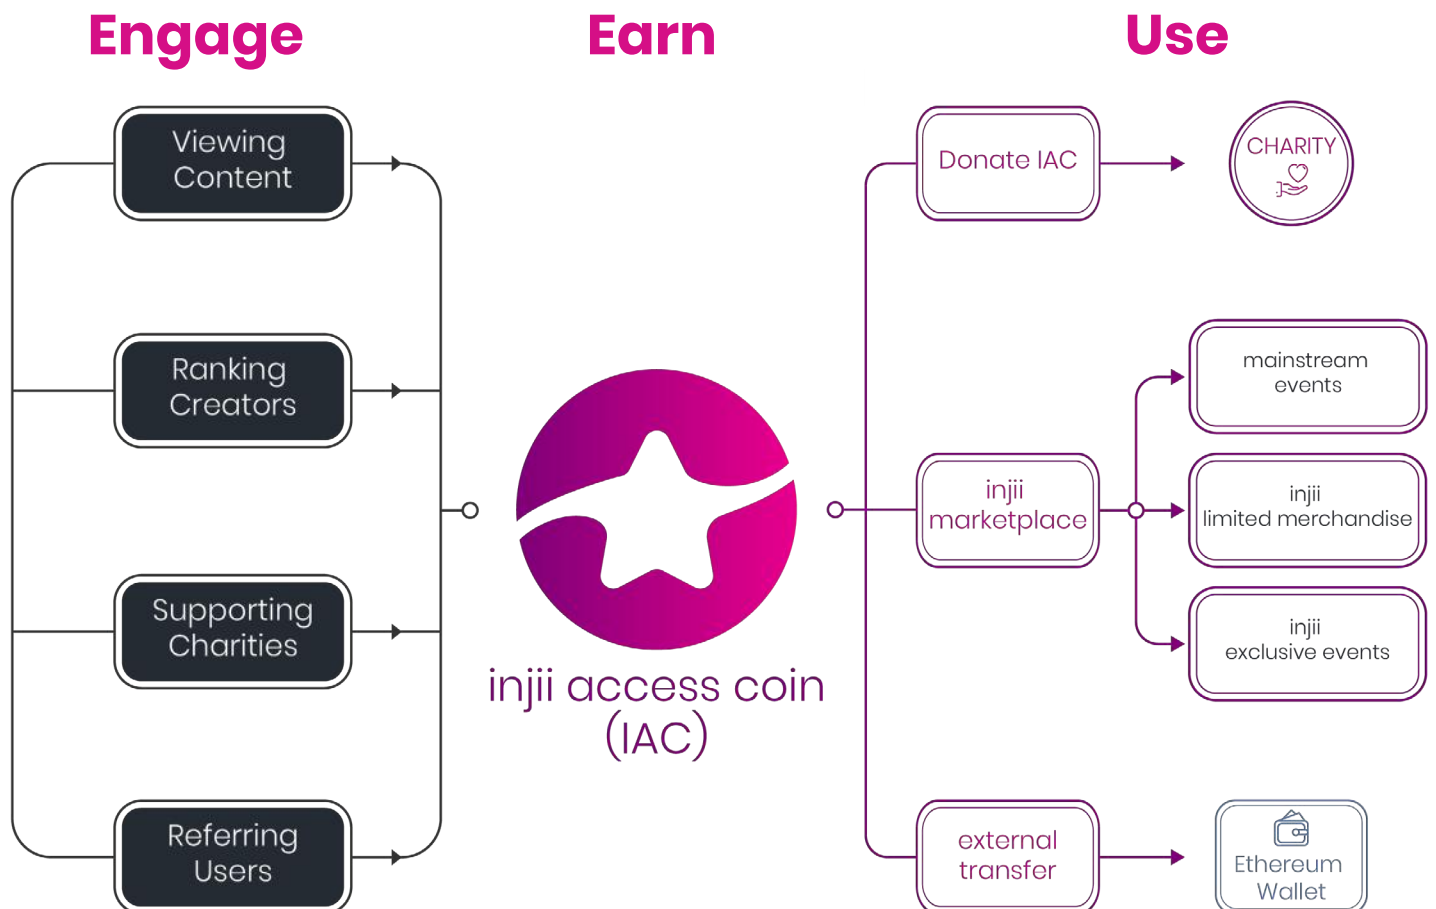 Engage
Earn
Use
Viewing
Content
Ranking
Creators
Supporting
Charities
Referring
Users
injii access coin
(IAC)
Donate IAC
CHARITY
injii
marketplace
mainstream
events
injii
limited merchandise
injii
exclusive events
external
transfer
Ethereum
Wallet